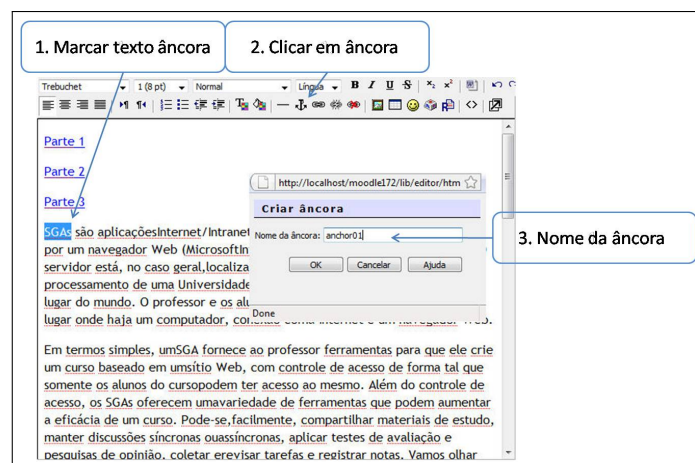 1. Marcar texto âncora
2. Clicar em âncora
Trebuchet 1 (8 pt) Normal Língua B I U S x₂ x²
Parte 1
Parte 2
Parte 3
http://localhost/moodle172/lib/editor/htm
Criar âncora
Nome da âncora: anchor01
3. Nome da âncora
OK Cancelar Ajuda
Done
SGAs são aplicaçõesInternet/Intranet
por um navegador Web (MicrosoftIn
servidor está, no caso geral,localiza
processamento de uma Universidade
lugar do mundo. O professor e os alu
lugar onde haja um computador, conexão coma Internet e um navegador Web.
Em termos simples, umSGA fornece ao professor ferramentas para que ele crie
um curso baseado em umsítio Web, com controle de acesso de forma tal que
somente os alunos do cursopodem ter acesso ao mesmo. Além do controle de
acesso, os SGAs oferecem umavariedade de ferramentas que podem aumentar
a eficácia de um curso. Pode-se,facilmente, compartilhar materiais de estudo,
manter discussões síncronas ouassíncronas, aplicar testes de avaliação e
pesquisas de opinião, coletar erevisar tarefas e registrar notas. Vamos olhar